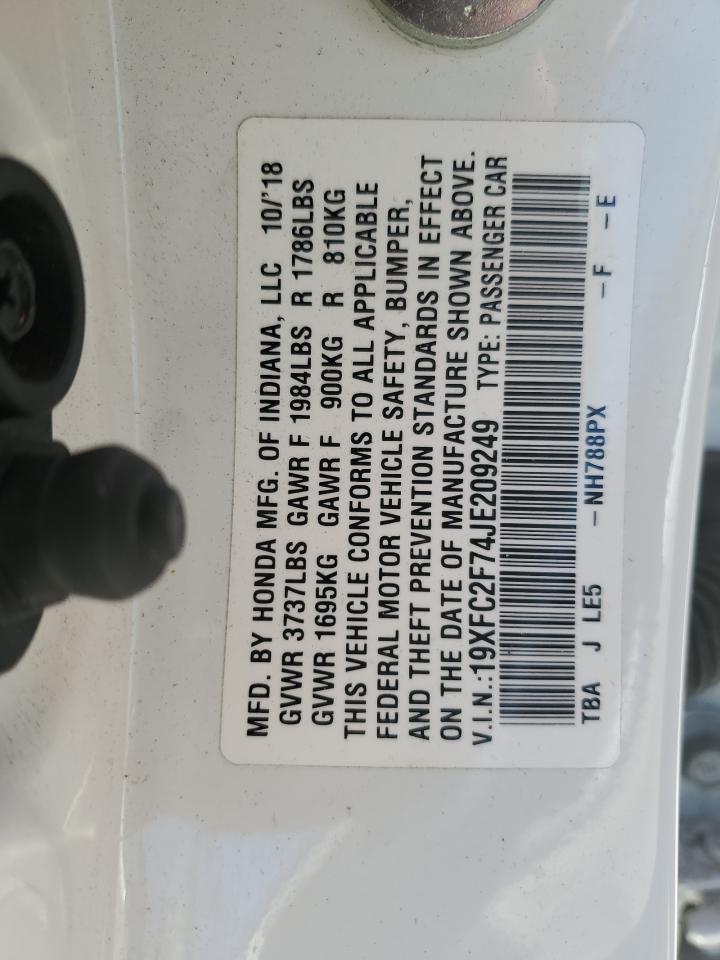 MFD. BY HONDA MFG. OF INDIANA, LLC 10/'18
GVWR 3737LBS GAWR F 1984LBS R 1786LBS
GVWR 1695KG GAWR F 900KG R 810KG
THIS VEHICLE CONFORMS TO ALL APPLICABLE
FEDERAL MOTOR VEHICLE SAFETY, BUMPER,
AND THEFT PREVENTION STANDARDS IN EFFECT
ON THE DATE OF MANUFACTURE SHOWN ABOVE.
V.I.N.:19XFC2F74JE209249 TYPE: PASSENGER CAR
TBA J LE5 -NH788PX -F -E